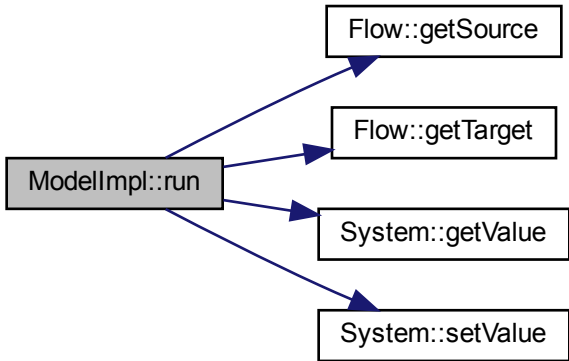 Flow::getSource
Flow::getTarget
ModelImpl::run
System::getValue
System::setValue